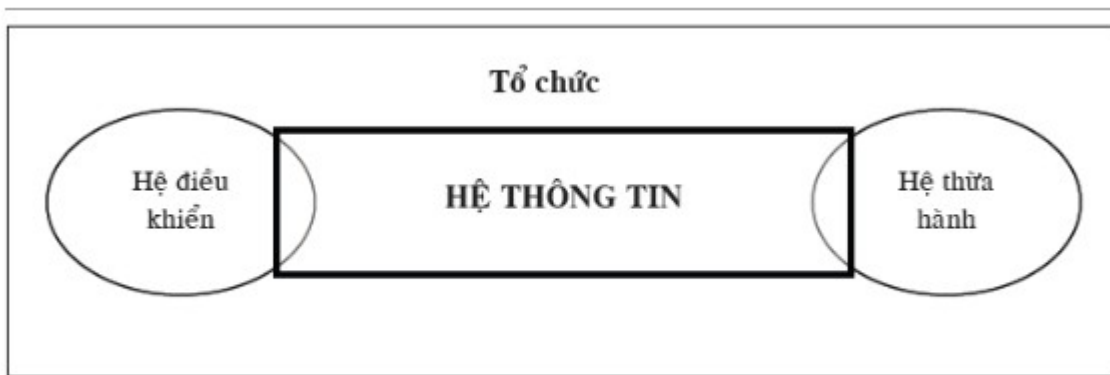 Tổ chức
Hệ điều
khiển
HỆ THÔNG TIN
Hệ thừa
hành